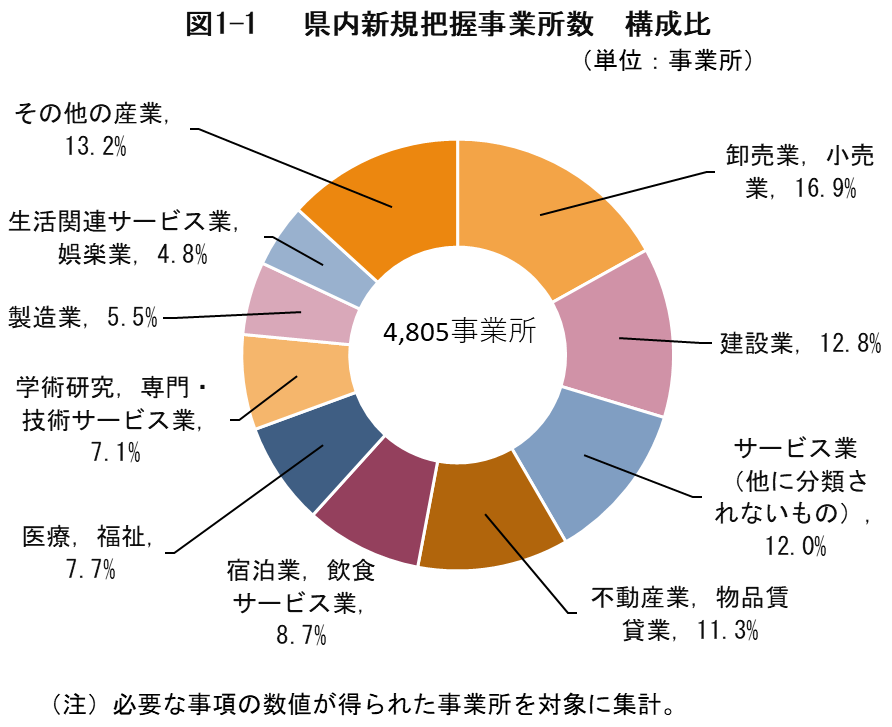 図1-1　県内新規把握事業所数　構成比
（単位：事業所）
その他の産業,
13.2%
卸売業, 小売
業, 16.9%
生活関連サービス業,
娯楽業, 4.8%
製造業, 5.5%
4,805事業所
建設業, 12.8%
学術研究, 専門・
技術サービス業,
7.1%
サービス業
（他に分類さ
れないもの）,
12.0%
医療, 福祉,
7.7%
宿泊業, 飲食
サービス業,
8.7%
不動産業, 物品賃
貸業, 11.3%
（注）必要な事項の数値が得られた事業所を対象に集計。